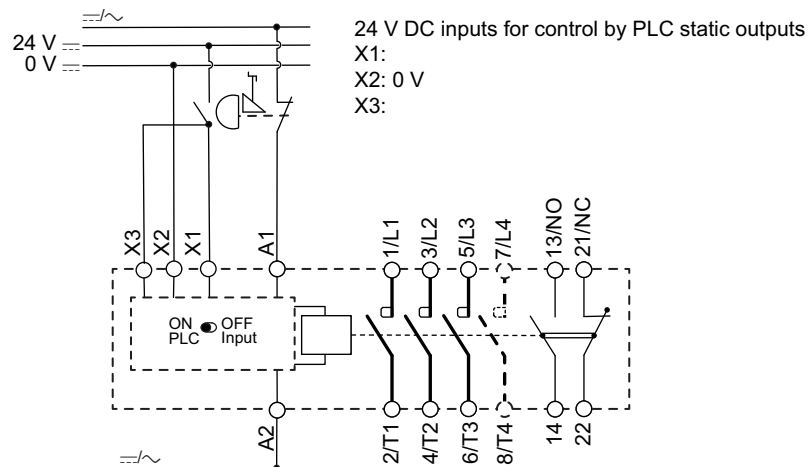 24 V
0 V
24 V DC inputs for control by PLC static outputs
X1:
X2: 0 V
X3:
X3
X2
X1
A1
1/L1
3/L2
5/L3
7/L4
13/NO
21/NC
ON OFF
PLC Input
A2
2/T1
4/T2
6/T3
8/T4
14
22